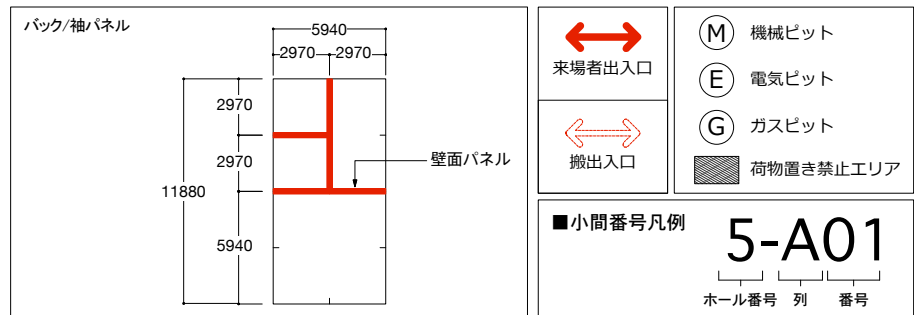 バック/袖パネル
5940
2970
2970
2970
2970
11880
5940
壁面パネル
来場者出入口
搬出入口
M 機械ピット
E 電気ピット
G ガスピット
荷物置き禁止エリア
■小間番号凡例
5-A01
ホール番号 列 番号